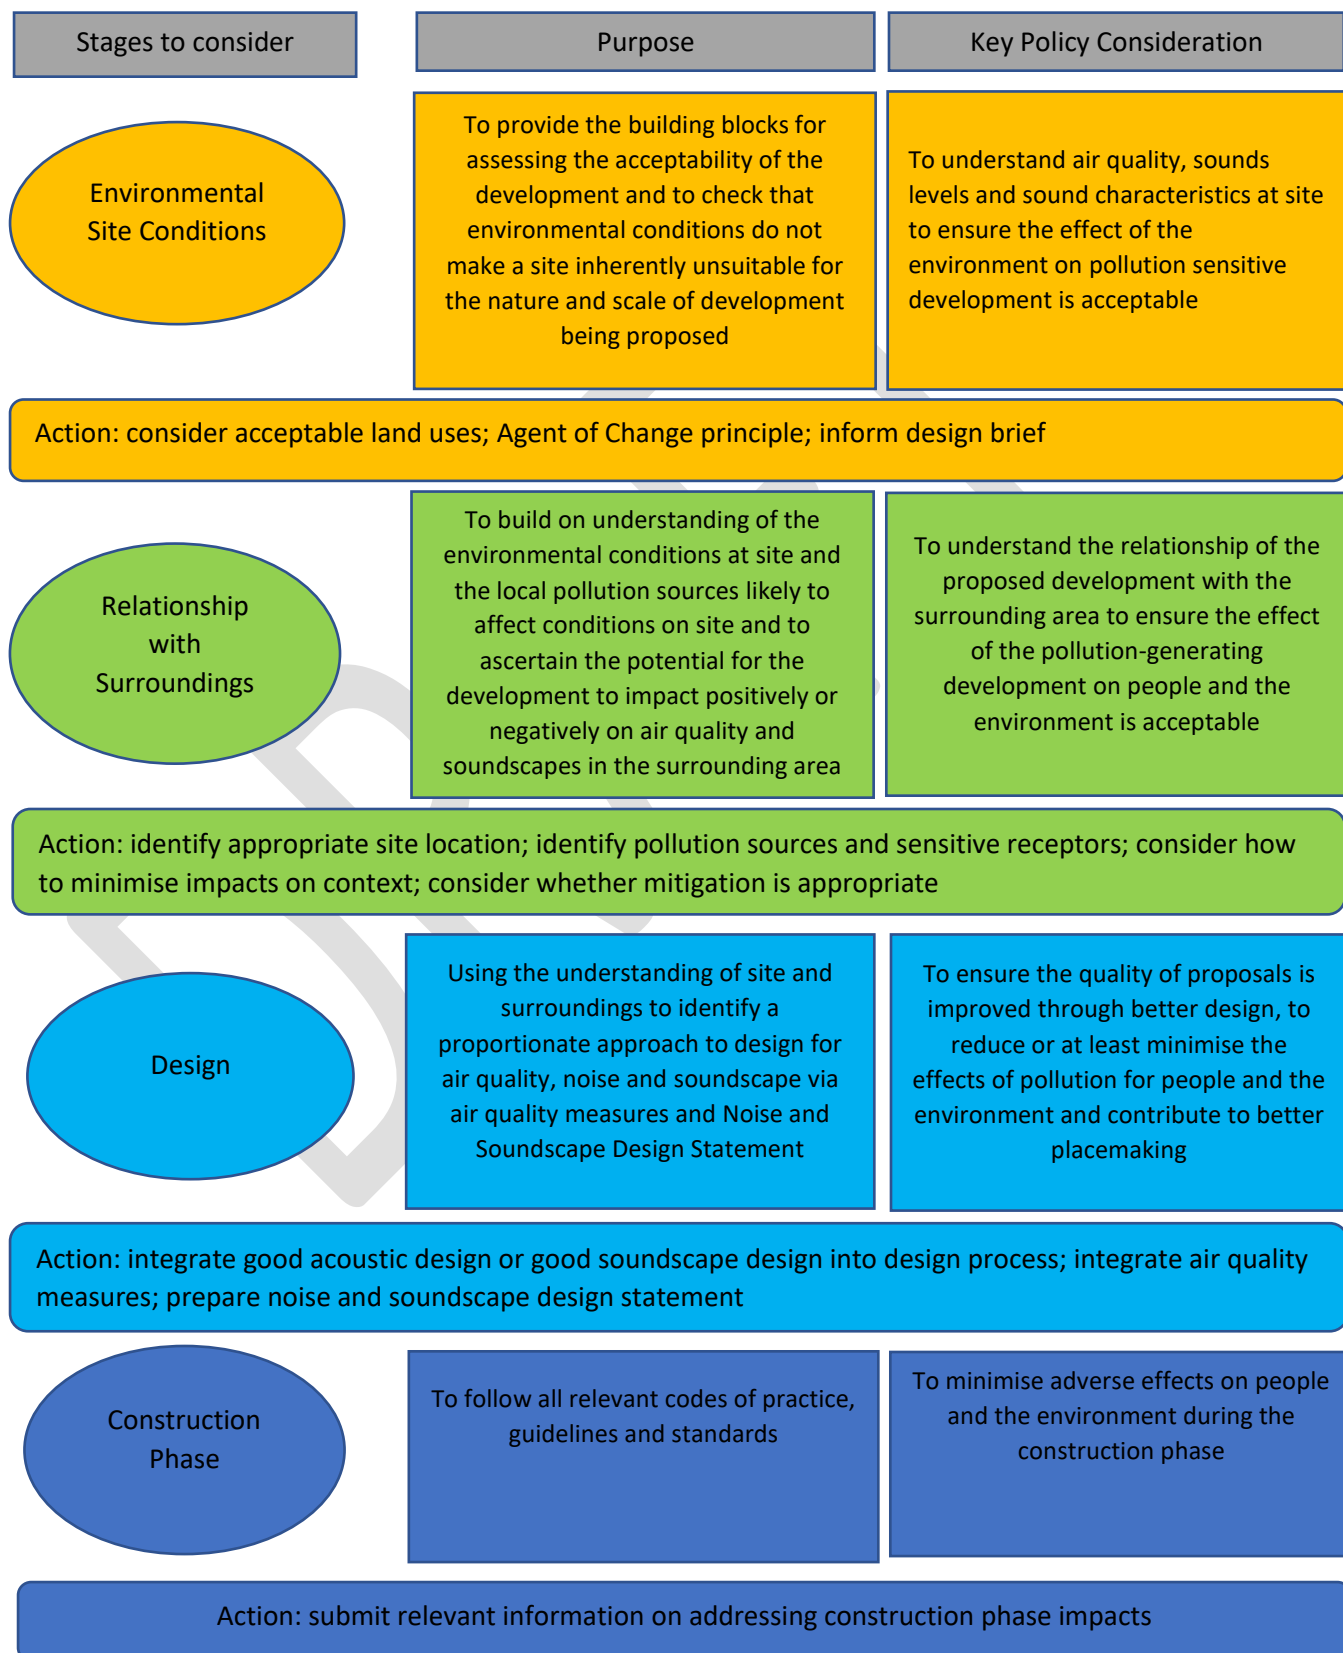 Stages to consider
Purpose
Key Policy Consideration
Environmental
Site Conditions
To provide the building blocks for
assessing the acceptability of the
development and to check that
environmental conditions do not
make a site inherently unsuitable for
the nature and scale of development
being proposed
To understand air quality, sounds
levels and sound characteristics at site
to ensure the effect of the
environment on pollution sensitive
development is acceptable
Action: consider acceptable land uses; Agent of Change principle; inform design brief
Relationship
with
Surroundings
To build on understanding of the
environmental conditions at site and
the local pollution sources likely to
affect conditions on site and to
ascertain the potential for the
development to impact positively or
negatively on air quality and
soundscapes in the surrounding area
To understand the relationship of the
proposed development with the
surrounding area to ensure the effect
of the pollution-generating
development on people and the
environment is acceptable
Action: identify appropriate site location; identify pollution sources and sensitive receptors; consider how
to minimise impacts on context; consider whether mitigation is appropriate
Design
Using the understanding of site and
surroundings to identify a
proportionate approach to design for
air quality, noise and soundscape via
air quality measures and Noise and
Soundscape Design Statement
To ensure the quality of proposals is
improved through better design, to
reduce or at least minimise the
effects of pollution for people and the
environment and contribute to better
placemaking
Action: integrate good acoustic design or good soundscape design into design process; integrate air quality
measures; prepare noise and soundscape design statement
Construction
Phase
To follow all relevant codes of practice,
guidelines and standards
To minimise adverse effects on people
and the environment during the
construction phase
Action: submit relevant information on addressing construction phase impacts